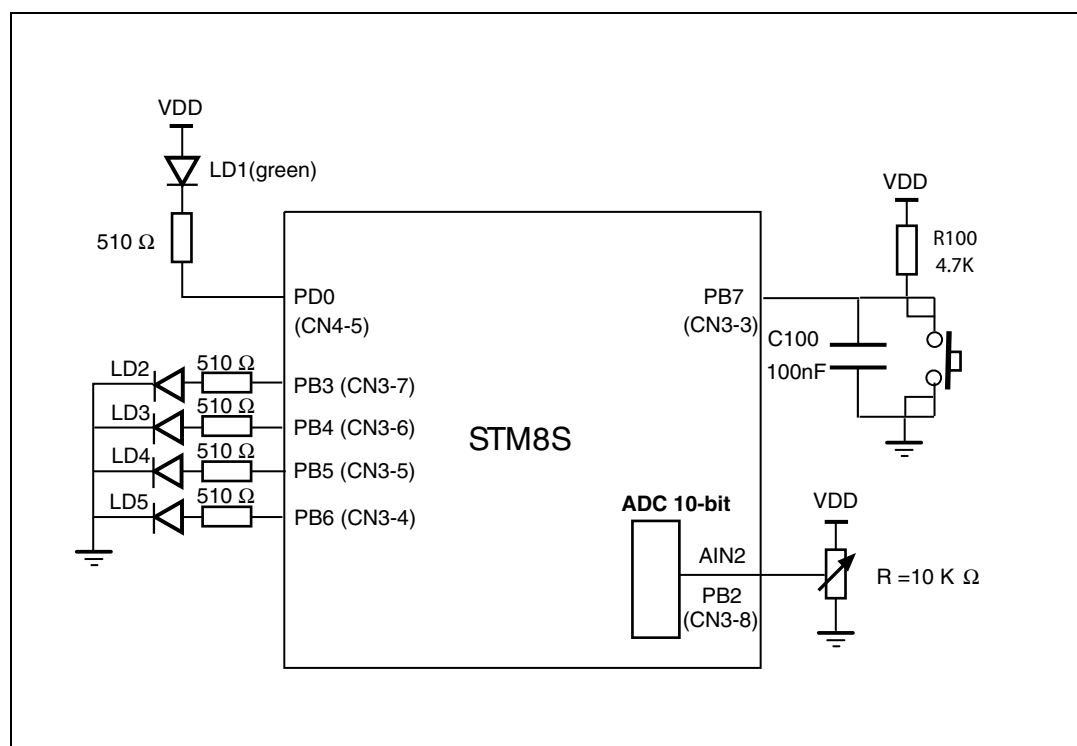 VDD
LD1(green)
510 Ω
PD0
(CN4-5)
LD2
510 Ω
PB3 (CN3-7)
LD3
510 Ω
PB4 (CN3-6)
LD4
510 Ω
PB5 (CN3-5)
LD5
510 Ω
PB6 (CN3-4)
STM8S
VDD
R100
4.7K
PB7
(CN3-3)
C100
100nF
ADC 10-bit
AIN2
PB2
(CN3-8)
VDD
R =10 K Ω